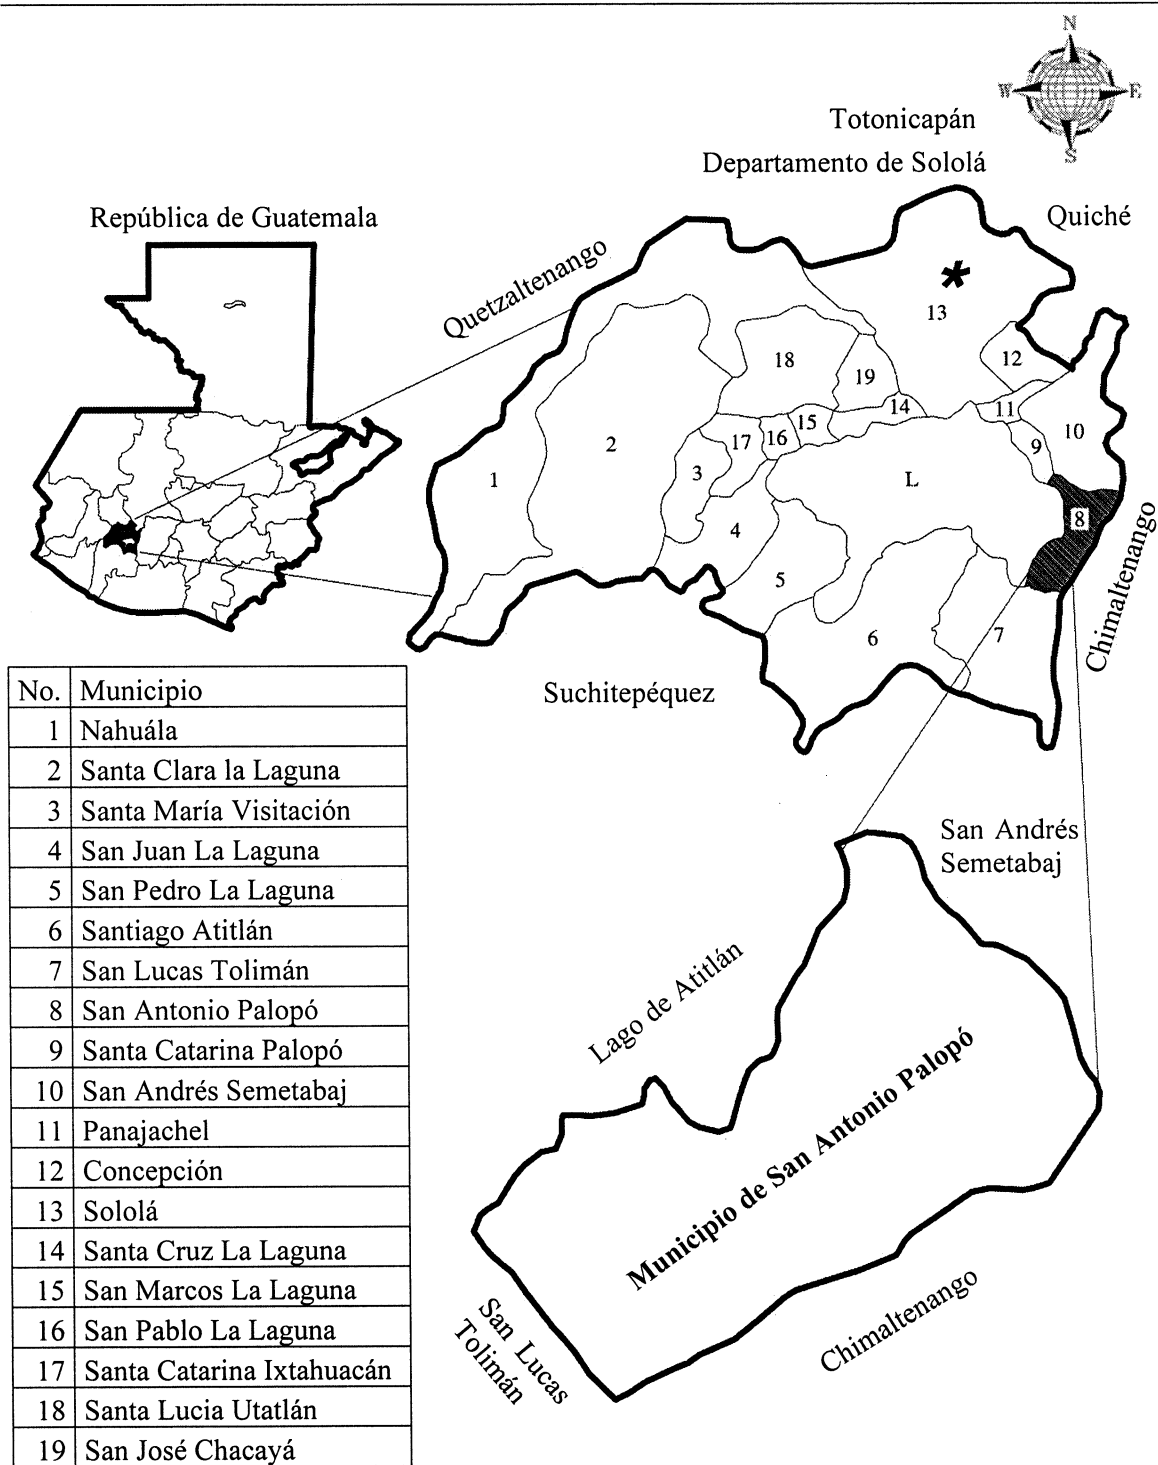 N
W E
S
Totonicapán
Departamento de Sololá
República de Guatemala
Quiché
Quetzaltenango
*
13
12
18
19
14
11
15
10
17
16
9
2
3
1
L
8
4
5
6
7
Chimaltenango
Suchitepéquez
No. Municipio
1 Nahuála
2 Santa Clara la Laguna
3 Santa María Visitación
4 San Juan La Laguna
5 San Pedro La Laguna
6 Santiago Atitlán
7 San Lucas Tolimán
8 San Antonio Palopó
9 Santa Catarina Palopó
10 San Andrés Semetabaj
11 Panajachel
12 Concepción
13 Sololá
14 Santa Cruz La Laguna
15 San Marcos La Laguna
16 San Pablo La Laguna
17 Santa Catarina Ixtahuacán
18 Santa Lucia Utatlán
19 San José Chacayá
San Andrés
Semetabaj
Lago de Atitlán
Municipio de San Antonio Palopó
San Lucas
Tolimán
Chimaltenango